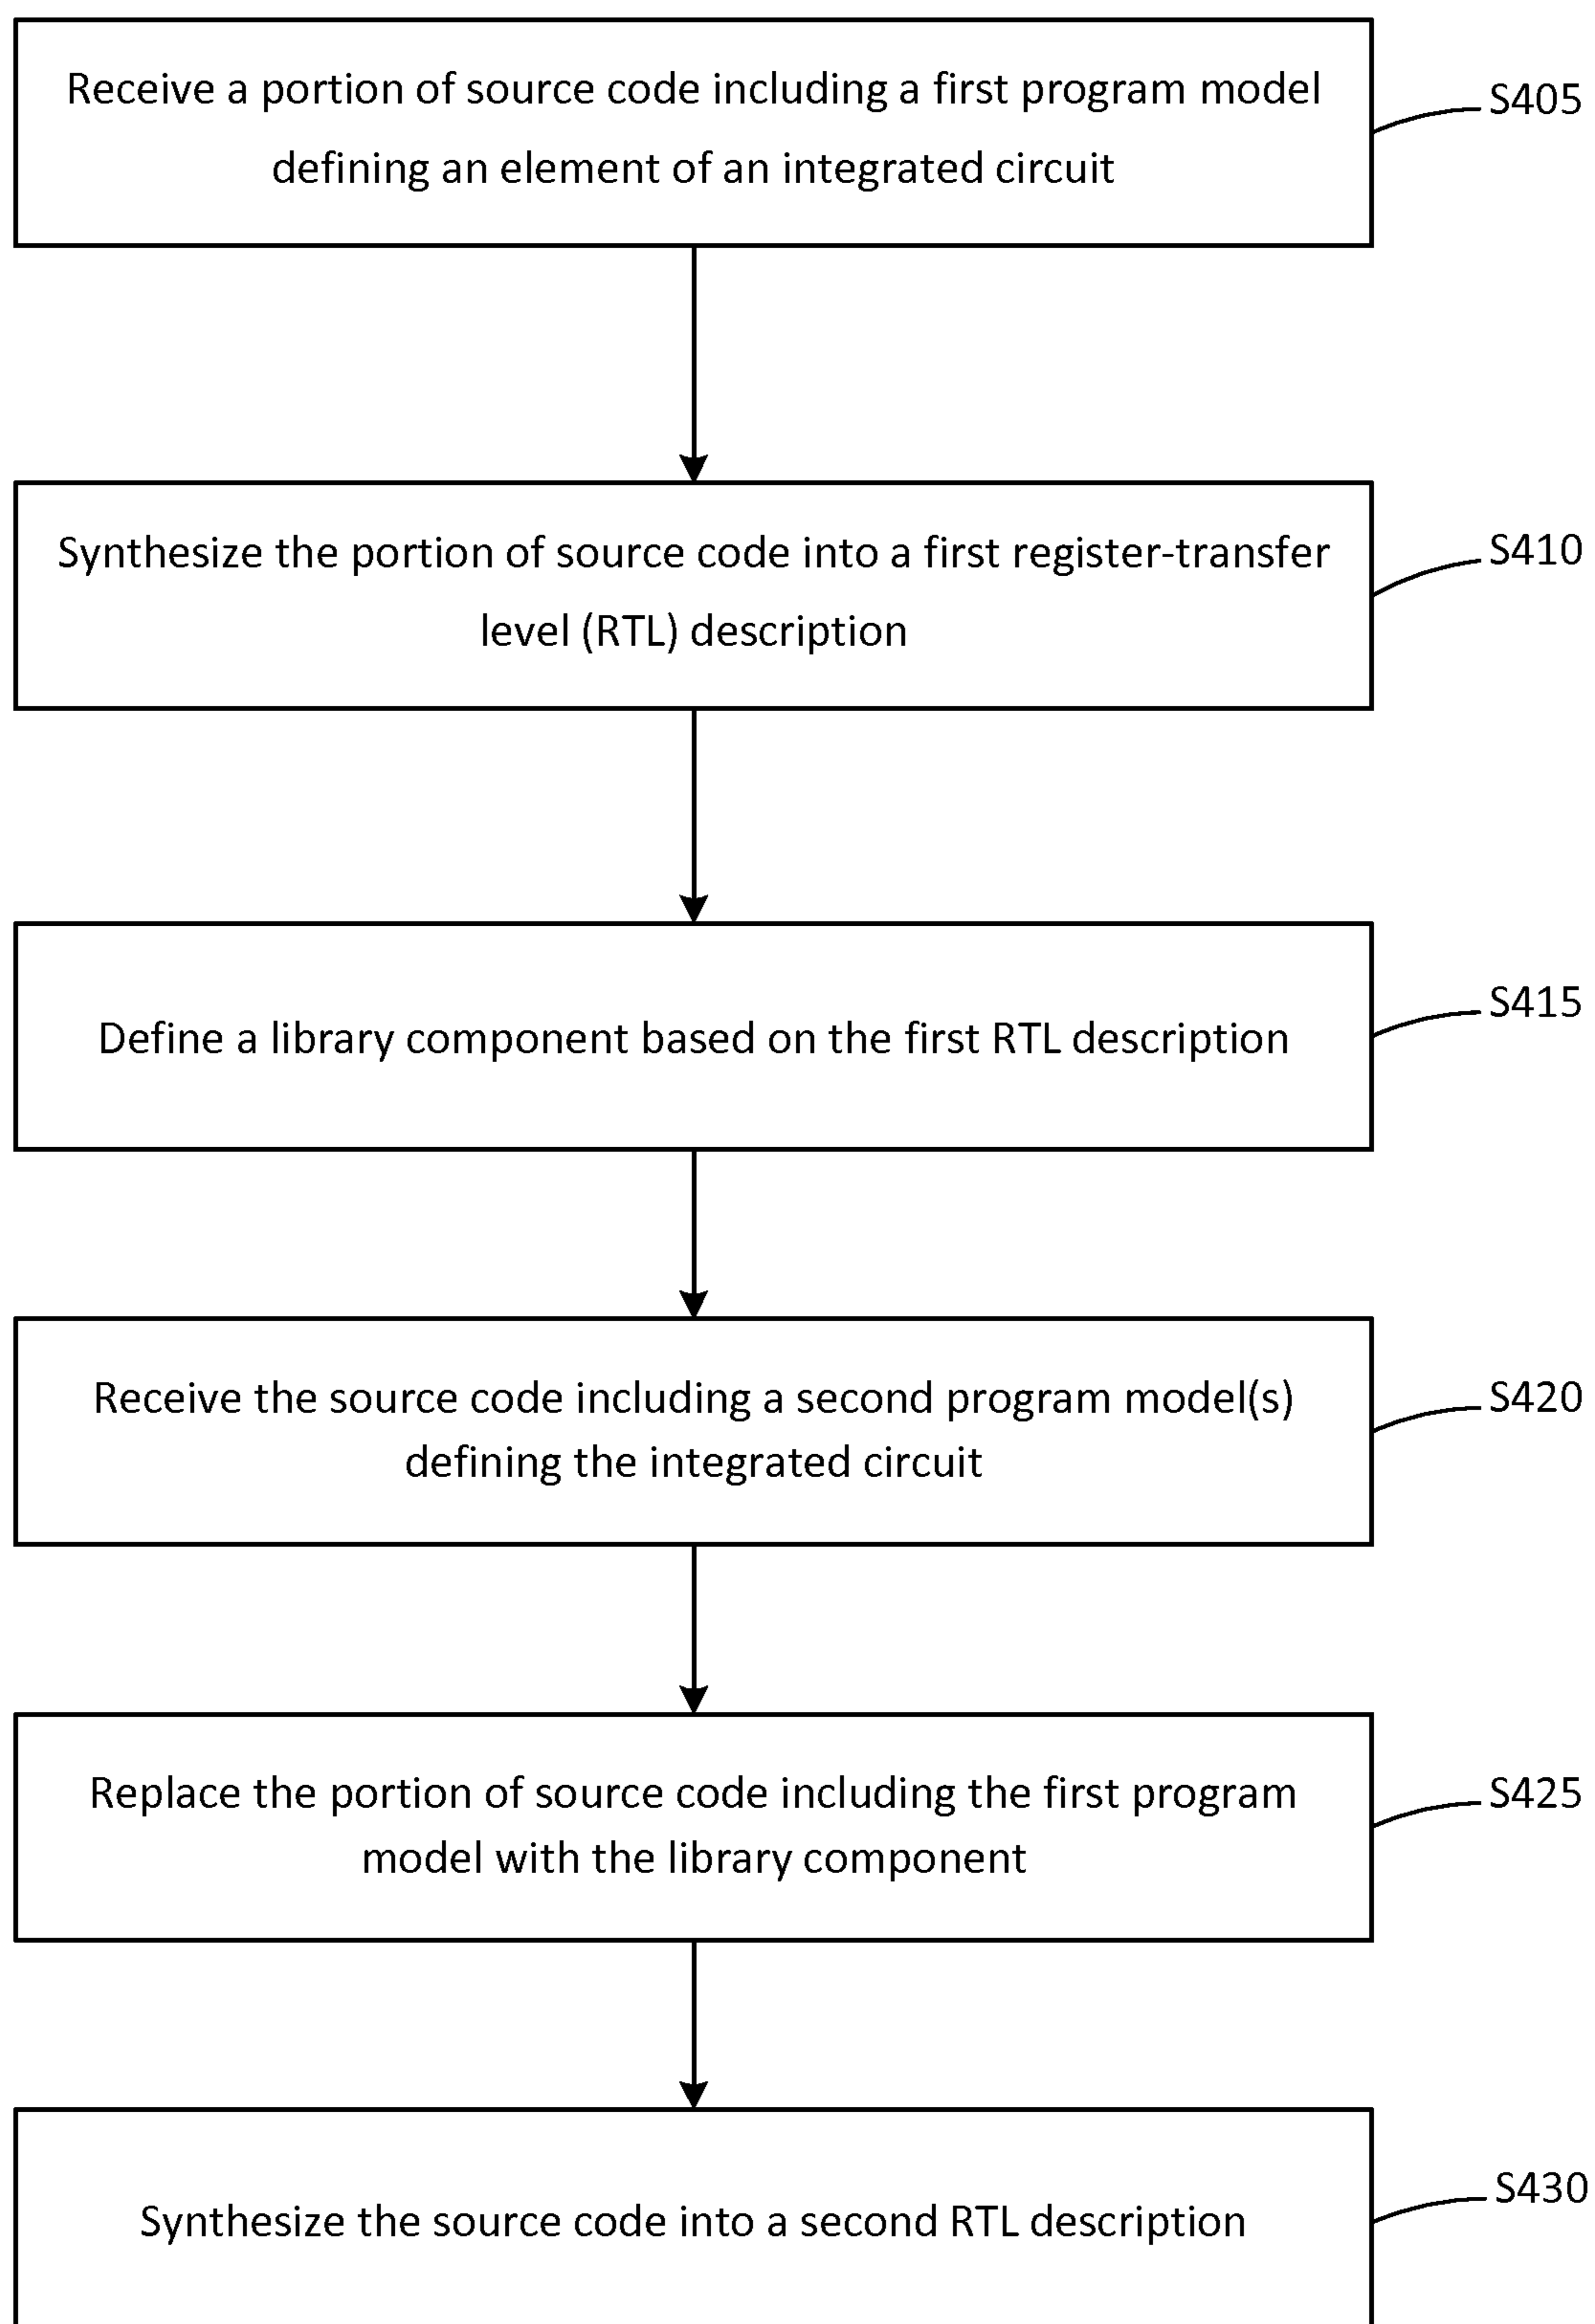 Receive a portion of source code including a first program model
defining an element of an integrated circuit
S405
Synthesize the portion of source code into a first register-transfer
level (RTL) description
S410
Define a library component based on the first RTL description
S415
Receive the source code including a second program model(s)
defining the integrated circuit
S420
Replace the portion of source code including the first program
model with the library component
S425
Synthesize the source code into a second RTL description
S430